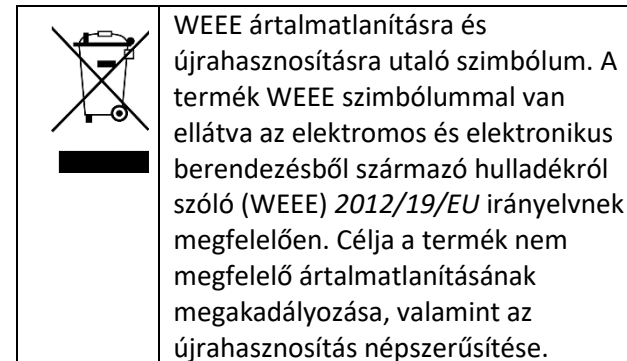 WEEE ártalmatlanításra és
újrahasznosításra utaló szimbólum. A
termék WEEE szimbólummal van
ellátva az elektromos és elektronikus
berendezésből származó hulladékról
szóló (WEEE) 2012/19/EU irányelvnek
megfelelően. Célja a termék nem
megfelelő ártalmatlanításának
megakadályozása, valamint az
újrahasznosítás népszerűsítése.